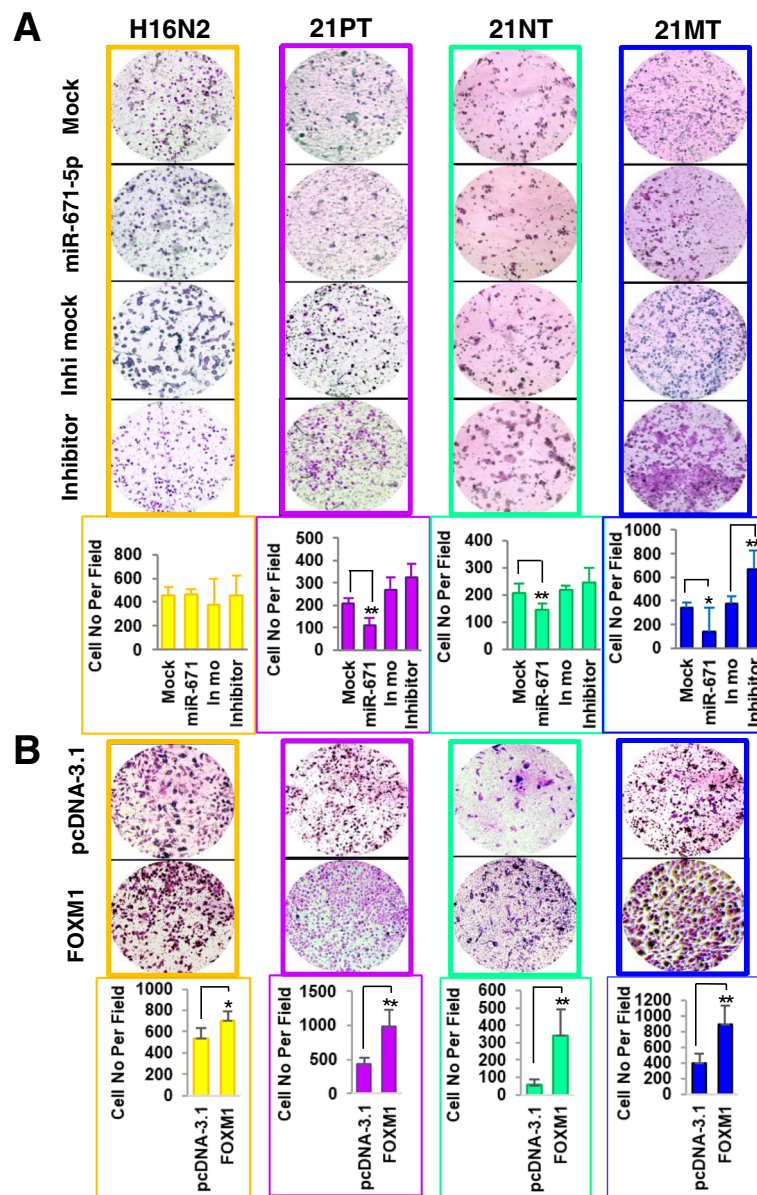 A
H16N2 21PT 21NT 21MT
Mock
miR-671-5p
Inhi mock
Inhibitor
Cell No Per Field
800
600
400
200
0
Mock
miR-671
In mo
Inhibitor
Cell No Per Field
500
400
300
200
100
0
**
Mock
miR-671
In mo
Inhibitor
Cell No Per Field
400
300
200
100
0
**
Mock
miR-671
In mo
Inhibitor
Cell No Per Field
1000
800
600
400
200
0
*
**
Mock
miR-671
In mo
Inhibitor
B
pcDNA-3.1
FOXM1
Cell No Per Field
1000
800
600
400
200
0
*
pcDNA-3.1
FOXM1
Cell No Per Field
1500
1000
500
0
**
pcDNA-3.1
FOXM1
Cell No Per Field
600
500
400
300
200
100
0
**
pcDNA-3.1
FOXM1
Cell No Per Field
1200
1000
800
600
400
200
0
**
pcDNA-3.1
FOXM1